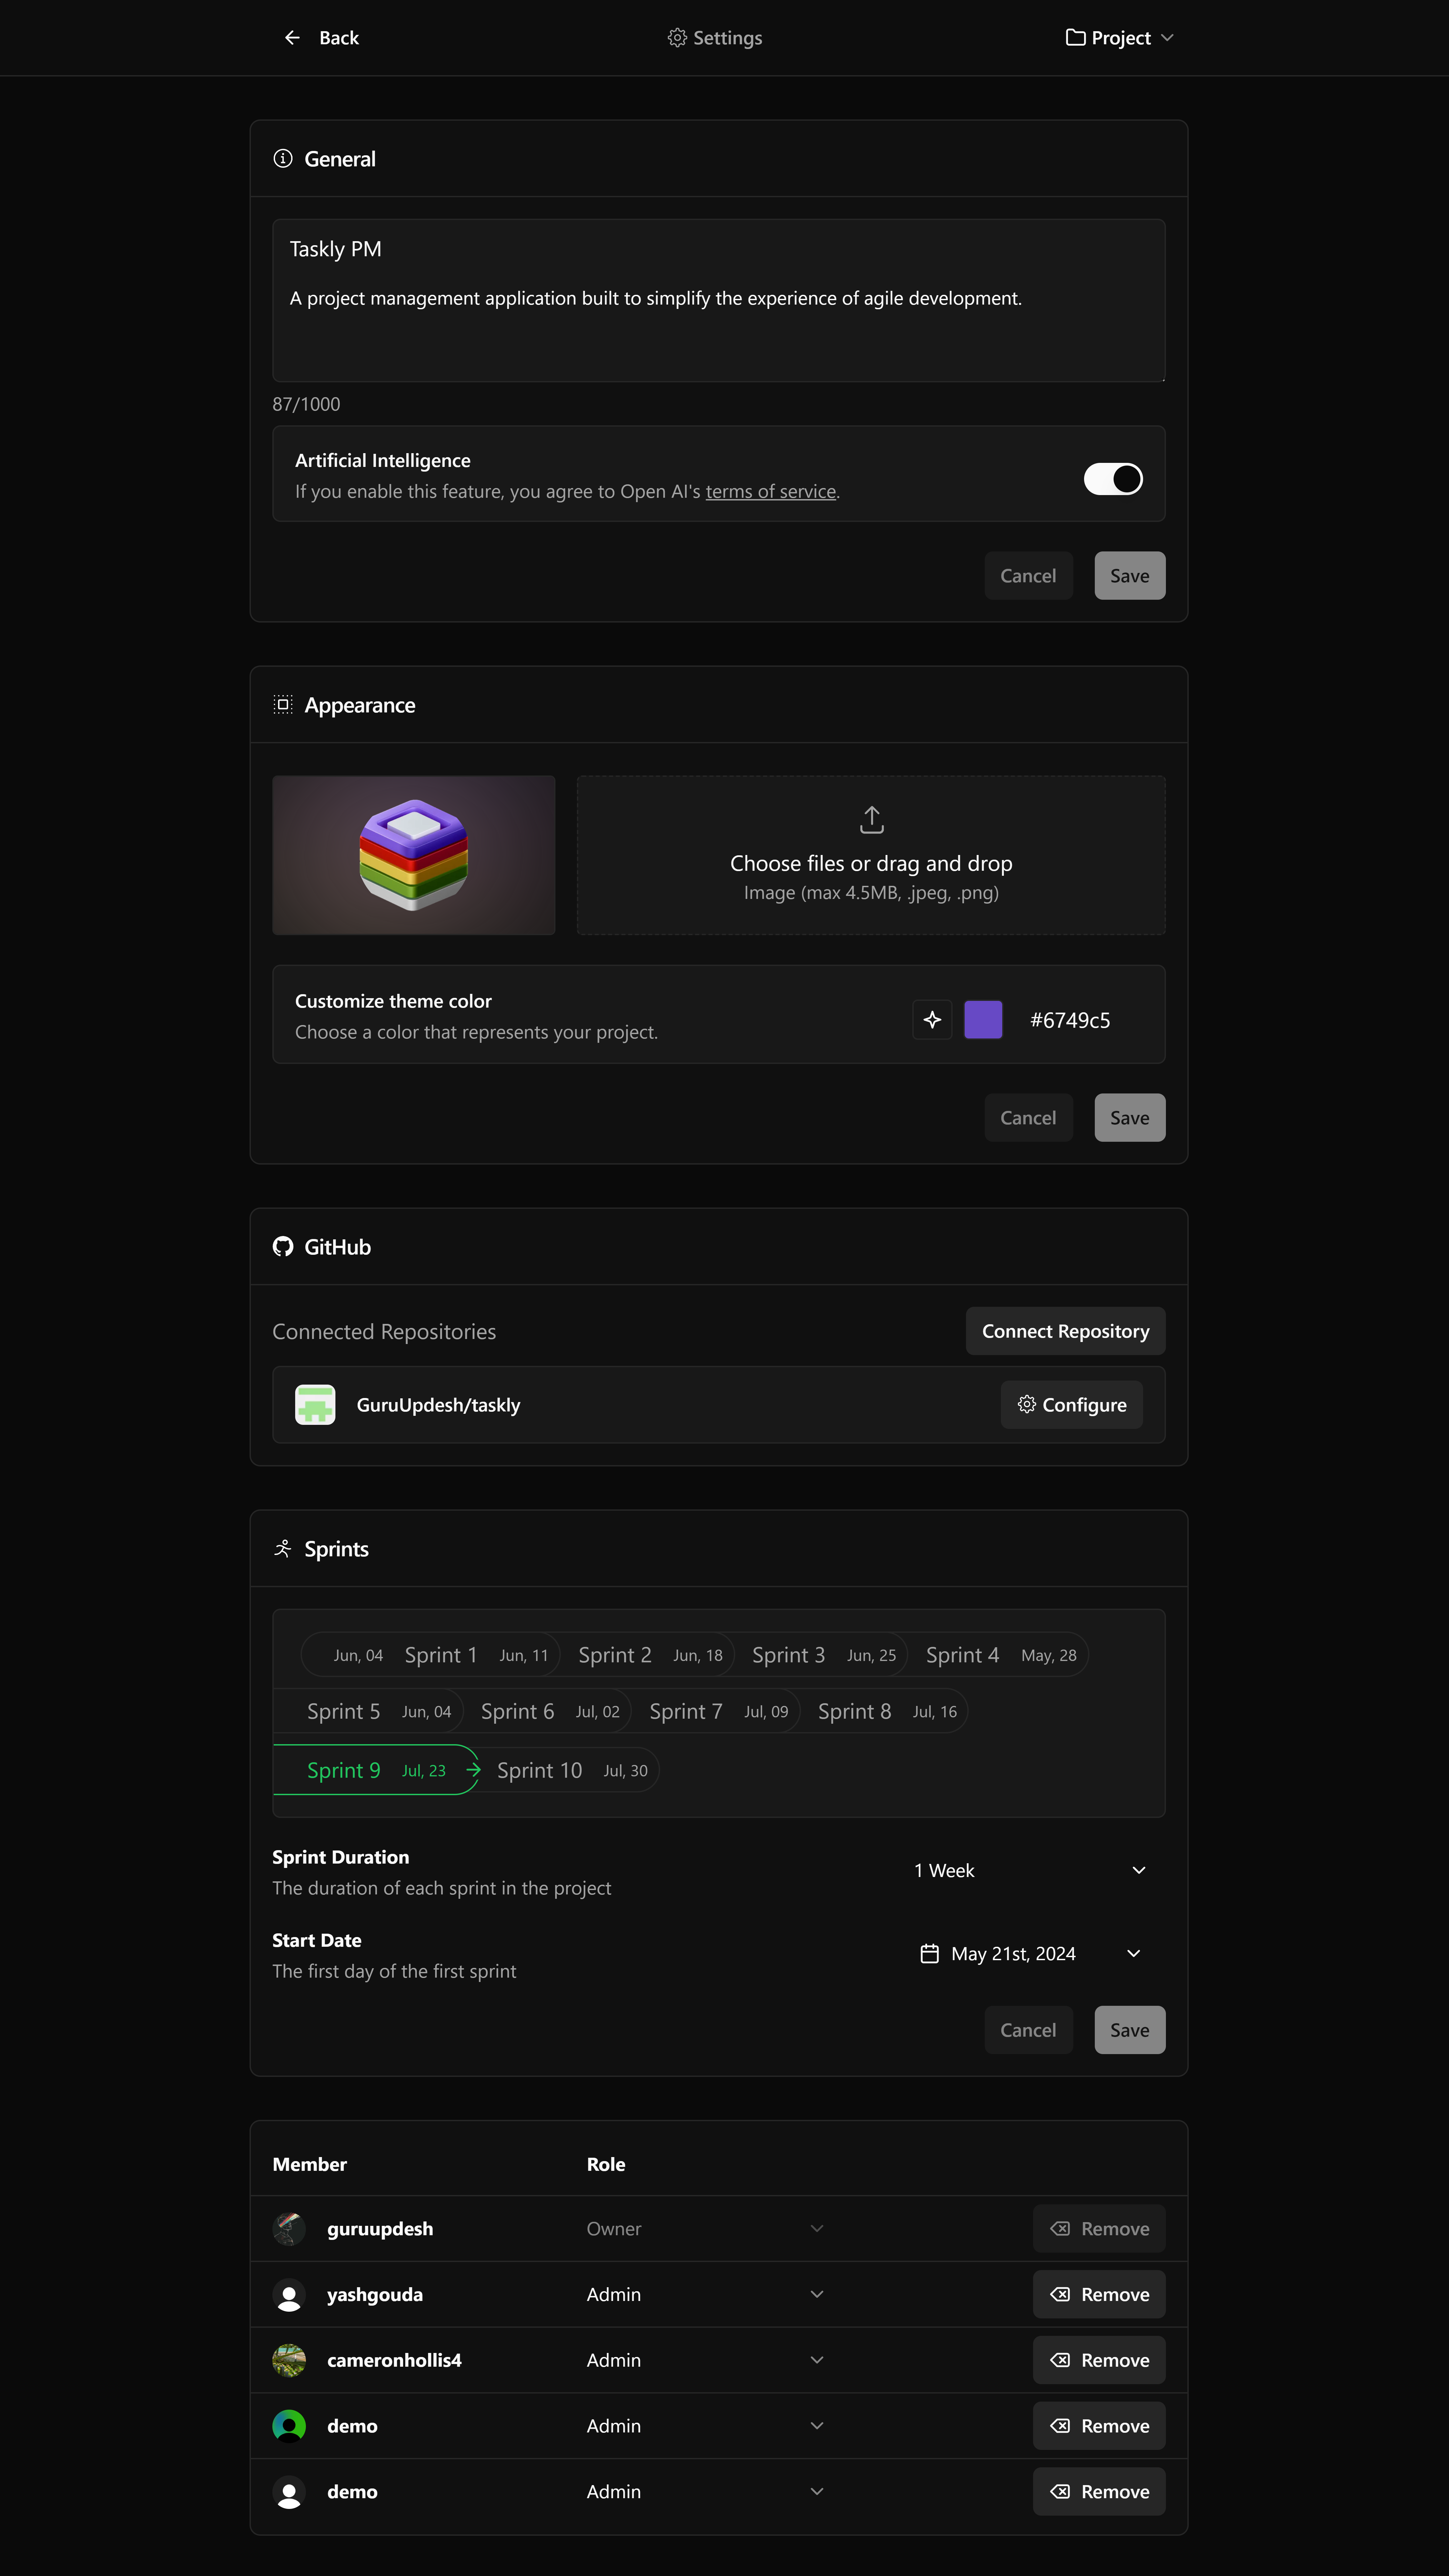 Back
Settings
Project
General
Taskly PM
A project management application built to simplify the experience of agile development.
87/1000
Artificial Intelligence
If you enable this feature, you agree to Open AI's terms of service.
Cancel
Save
Appearance
Choose files or drag and drop
Image (max 4.5MB, .jpeg, .png)
Customize theme color
Choose a color that represents your project.
#6749c5
Cancel
Save
GitHub
Connected Repositories
Connect Repository
GuruUpdesh/taskly
Configure
Sprints
Jun, 04 Sprint 1 Jun, 11 Sprint 2 Jun, 18 Sprint 3 Jun, 25 Sprint 4 May, 28
Sprint 5 Jun, 04 Sprint 6 Jul, 02 Sprint 7 Jul, 09 Sprint 8 Jul, 16
Sprint 9 Jul, 23 Sprint 10 Jul, 30
Sprint Duration
The duration of each sprint in the project
1 Week
Start Date
The first day of the first sprint
May 21st, 2024
Cancel
Save
Member Role
guruupdesh Owner Remove
yashgouda Admin Remove
cameronhollis4 Admin Remove
demo Admin Remove
demo Admin Remove